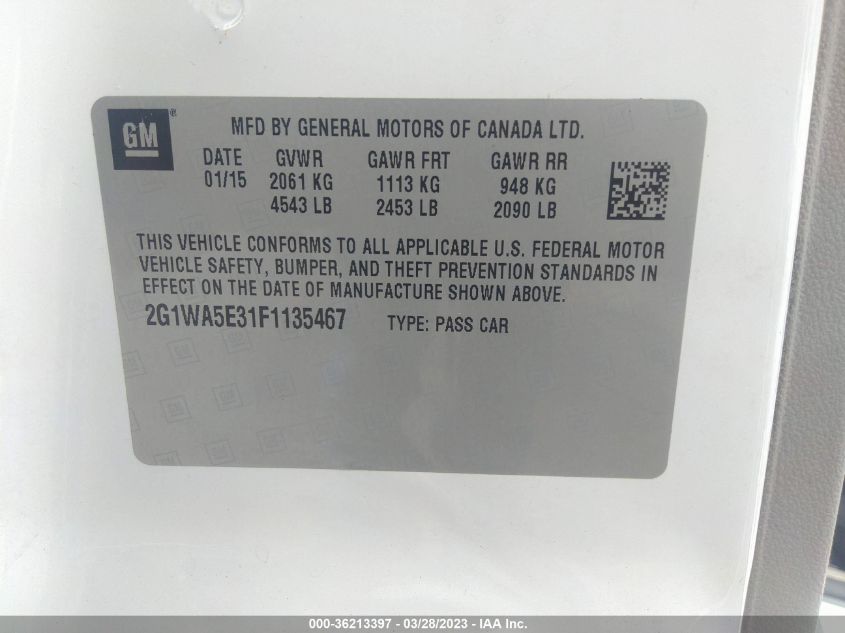 GM®
MFD BY GENERAL MOTORS OF CANADA LTD.
DATE GVWR GAWR FRT GAWR RR
01/15 2061 KG 1113 KG 948 KG
4543 LB 2453 LB 2090 LB
THIS VEHICLE CONFORMS TO ALL APPLICABLE U.S. FEDERAL MOTOR
VEHICLE SAFETY, BUMPER, AND THEFT PREVENTION STANDARDS IN
EFFECT ON THE DATE OF MANUFACTURE SHOWN ABOVE.
2G1WA5E31F1135467 TYPE: PASS CAR
000-36213397 - 03/28/2023 - IAA Inc.